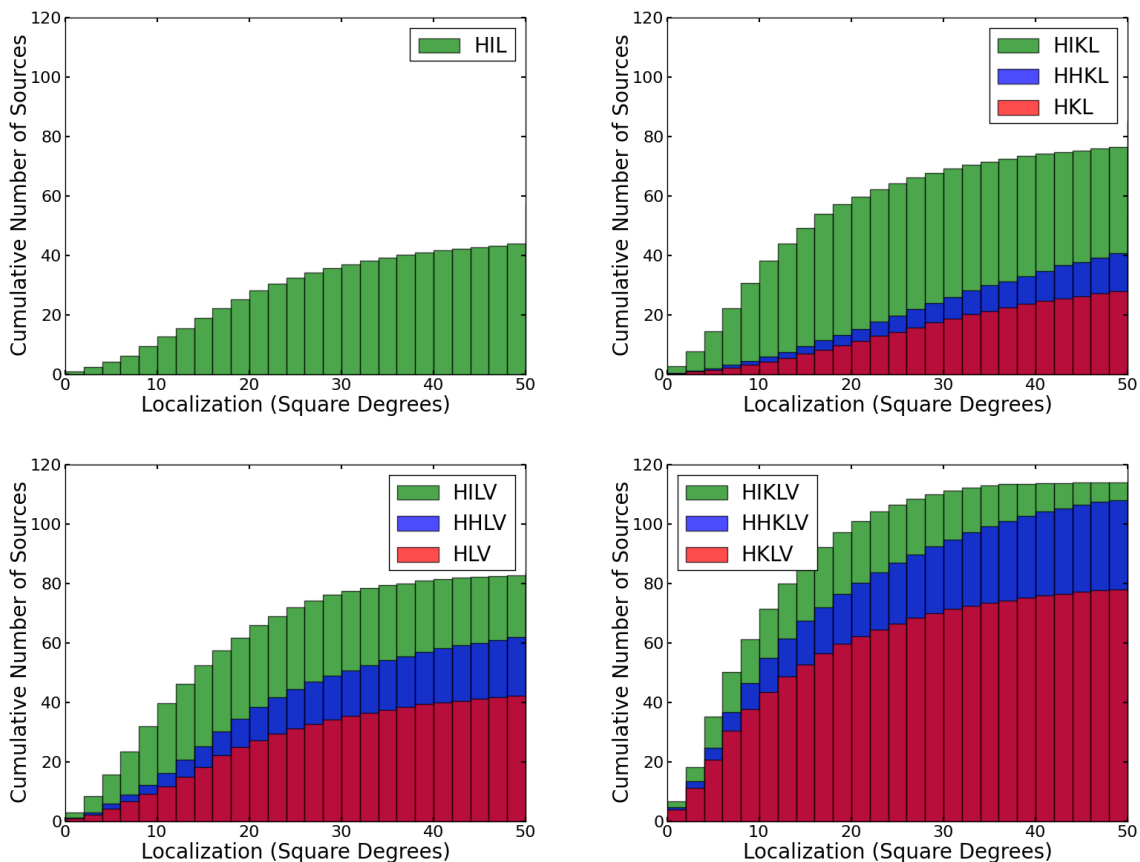 120
100
80
60
40
20
0
Cumulative Number of Sources
HIL
0 10 20 30 40 50
Localization (Square Degrees)
120
100
80
60
40
20
0
Cumulative Number of Sources
HIKL
HHKL
HKL
0 10 20 30 40 50
Localization (Square Degrees)
120
100
80
60
40
20
0
Cumulative Number of Sources
HILV
HHLV
HLV
0 10 20 30 40 50
Localization (Square Degrees)
120
100
80
60
40
20
0
Cumulative Number of Sources
HIKLV
HHKLV
HKLV
0 10 20 30 40 50
Localization (Square Degrees)